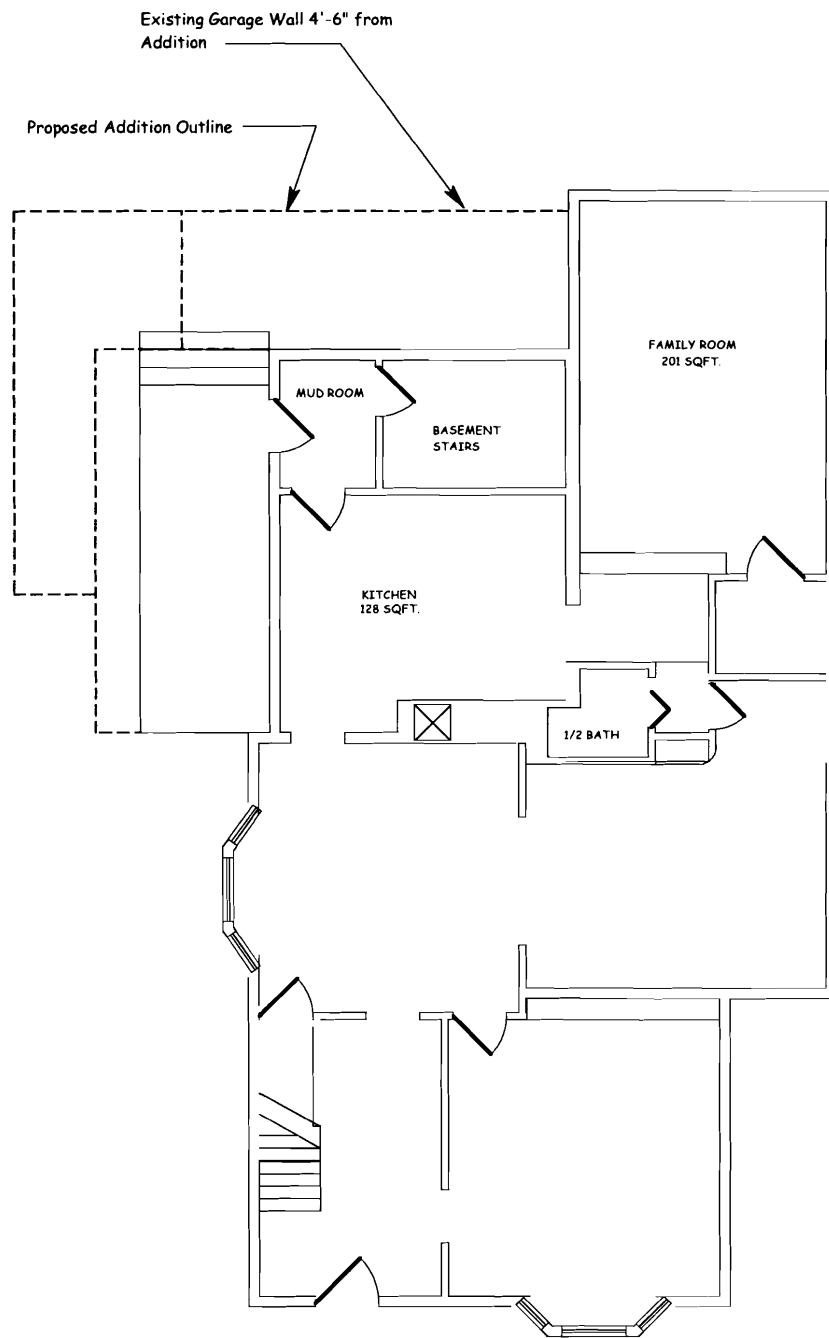 Existing Garage Wall 4'-6" from
Addition
Proposed Addition Outline
FAMILY ROOM
201 SQFT.
MUD ROOM
BASEMENT
STAIRS
KITCHEN
128 SQFT.
1/2 BATH